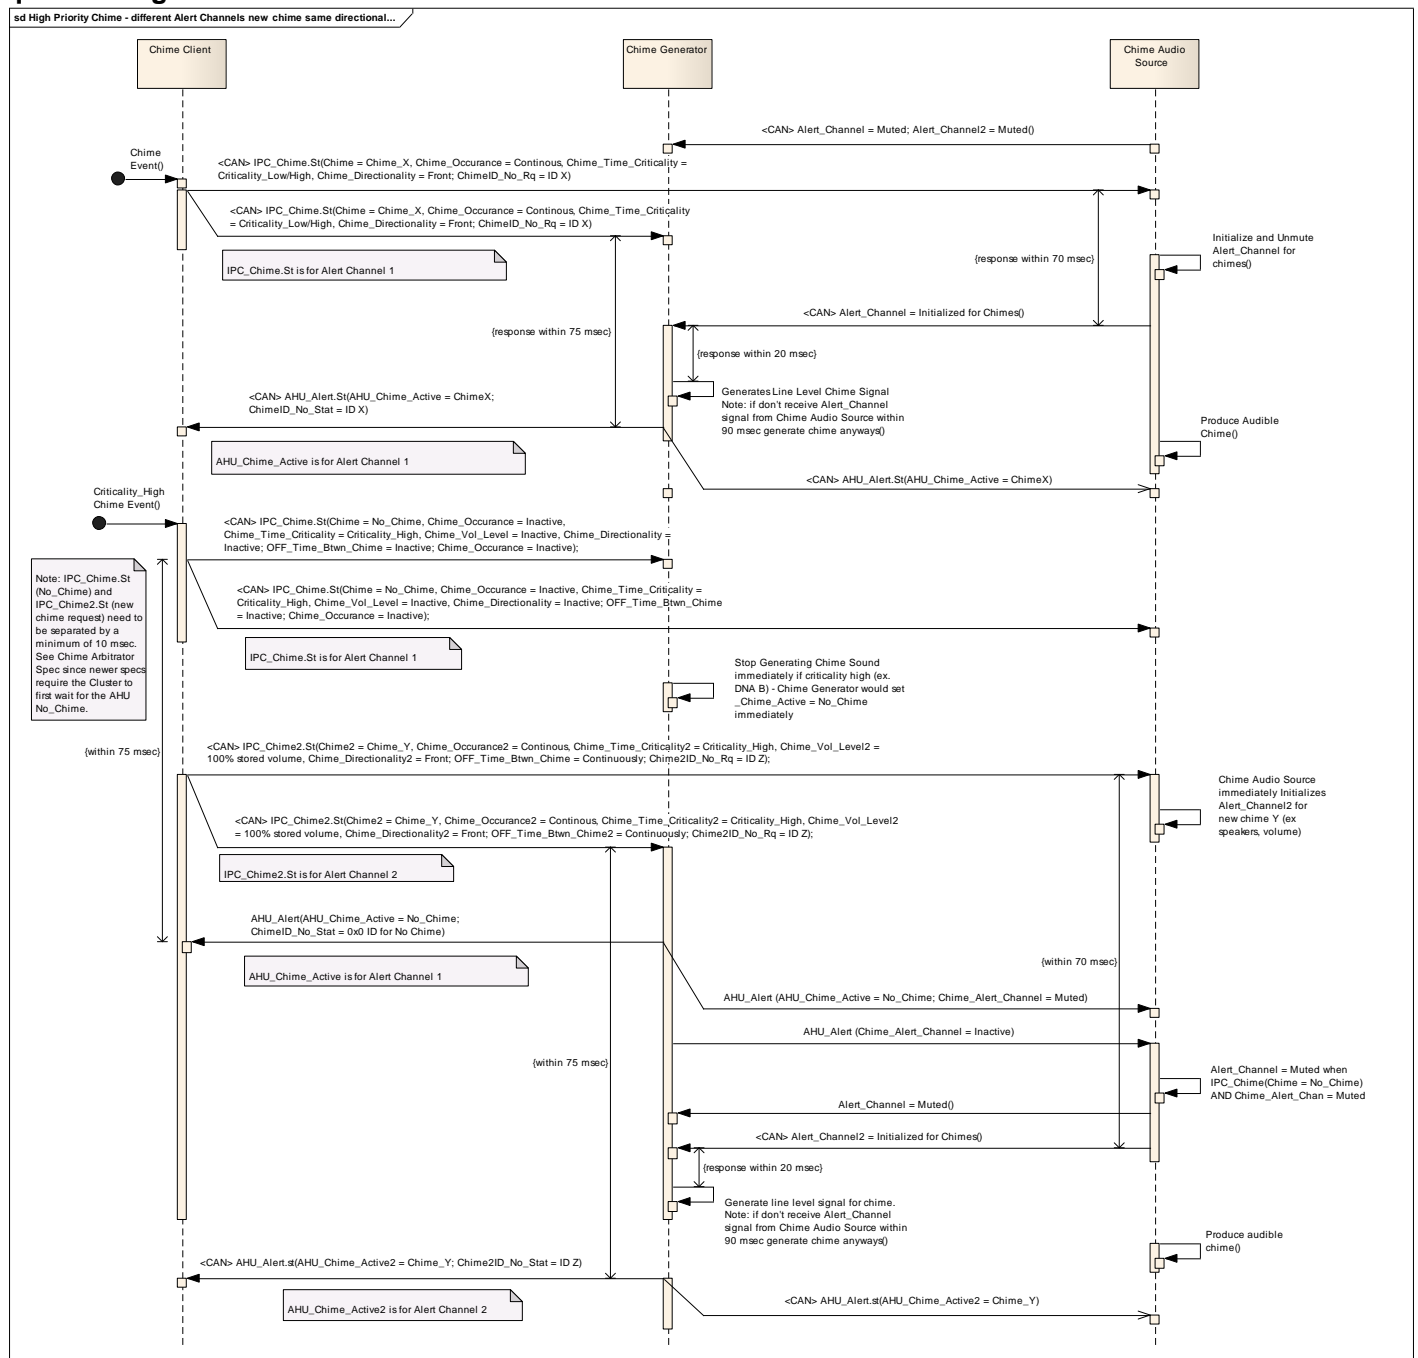 sd High Priority Chime - different Alert Channels new chime same directional...
Chime Client
Chime Generator
Chime Audio
Source
<CAN> Alert_Channel = Muted; Alert_Channel2 = Muted()
Chime
Event()
<CAN> IPC_Chime.St(Chime = Chime_X, Chime_Occurance = Continous, Chime_Time_Criticality =
Criticality_Low/High, Chime_Directionality = Front; ChimeID_No_Rq = ID X)
<CAN> IPC_Chime.St(Chime = Chime_X, Chime_Occurance = Continous, Chime_Time_Criticality
= Criticality_Low/High, Chime_Directionality = Front; ChimeID_No_Rq = ID X)
IPC_Chime.St is for Alert Channel 1
{response within 70 msec}
Initialize and Unmute
Alert_Channel for
chimes()
<CAN> Alert_Channel = Initialized for Chimes()
{response within 75 msec}
{response within 20 msec}
<CAN> AHU_Alert.St(AHU_Chime_Active = ChimeX;
ChimeID_No_Stat = ID X)
Generates Line Level Chime Signal
Note: if don't receive Alert_Channel
signal from Chime Audio Source within
90 msec generate chime anyways()
Produce Audible
Chime()
AHU_Chime_Active is for Alert Channel 1
<CAN> AHU_Alert.St(AHU_Chime_Active = ChimeX)
Criticality_High
Chime Event()
<CAN> IPC_Chime.St(Chime = No_Chime, Chime_Occurance = Inactive,
Chime_Time_Criticality = Criticality_High, Chime_Vol_Level = Inactive, Chime_Directionality =
Inactive; OFF_Time_Btwn_Chime = Inactive; Chime_Occurance = Inactive);
Note: IPC_Chime.St
(No_Chime) and
IPC_Chime2.St (new
chime request) need to
be separated by a
minimum of 10 msec.
See Chime Arbitrator
Spec since newer specs
require the Cluster to
first wait for the AHU
No_Chime.
<CAN> IPC_Chime.St(Chime = No_Chime, Chime_Occurance = Inactive, Chime_Time_Criticality =
Criticality_High, Chime_Vol_Level = Inactive, Chime_Directionality = Inactive; OFF_Time_Btwn_Chime
= Inactive; Chime_Occurance = Inactive);
IPC_Chime.St is for Alert Channel 1
Stop Generating Chime Sound
immediately if criticality high (ex.
DNA B) - Chime Generator would set
_Chime_Active = No_Chime
immediately
{within 75 msec}
<CAN> IPC_Chime2.St(Chime2 = Chime_Y, Chime_Occurance2 = Continous, Chime_Time_Criticality2 = Criticality_High, Chime_Vol_Level2 =
100% stored volume, Chime_Directionality2 = Front; OFF_Time_Btwn_Chime = Continuously; Chime2ID_No_Rq = ID Z);
Chime Audio Source
immediately Initializes
Alert_Channel2 for
new chime Y (ex
speakers, volume)
<CAN> IPC_Chime2.St(Chime2 = Chime_Y, Chime_Occurance2 = Continous, Chime_Time_Criticality2 = Criticality_High, Chime_Vol_Level2
= 100% stored volume, Chime_Directionality2 = Front; OFF_Time_Btwn_Chime2 = Continuously; Chime2ID_No_Rq = ID Z);
IPC_Chime2.St is for Alert Channel 2
AHU_Alert(AHU_Chime_Active = No_Chime;
ChimeID_No_Stat = 0x0 ID for No Chime)
{within 70 msec}
AHU_Chime_Active is for Alert Channel 1
AHU_Alert (AHU_Chime_Active = No_Chime; Chime_Alert_Channel = Muted)
AHU_Alert (Chime_Alert_Channel = Inactive)
{within 75 msec}
Alert_Channel = Muted when
IPC_Chime(Chime = No_Chime)
AND Chime_Alert_Chan = Muted
Alert_Channel = Muted()
<CAN> Alert_Channel2 = Initialized for Chimes()
{response within 20 msec}
Generate line level signal for chime.
Note: if don't receive Alert_Channel
signal from Chime Audio Source within
90 msec generate chime anyways()
Produce audible
chime()
<CAN> AHU_Alert.st(AHU_Chime_Active2 = Chime_Y; Chime2ID_No_Stat = ID Z)
AHU_Chime_Active2 is for Alert Channel 2
<CAN> AHU_Alert.st(AHU_Chime_Active2 = Chime_Y)